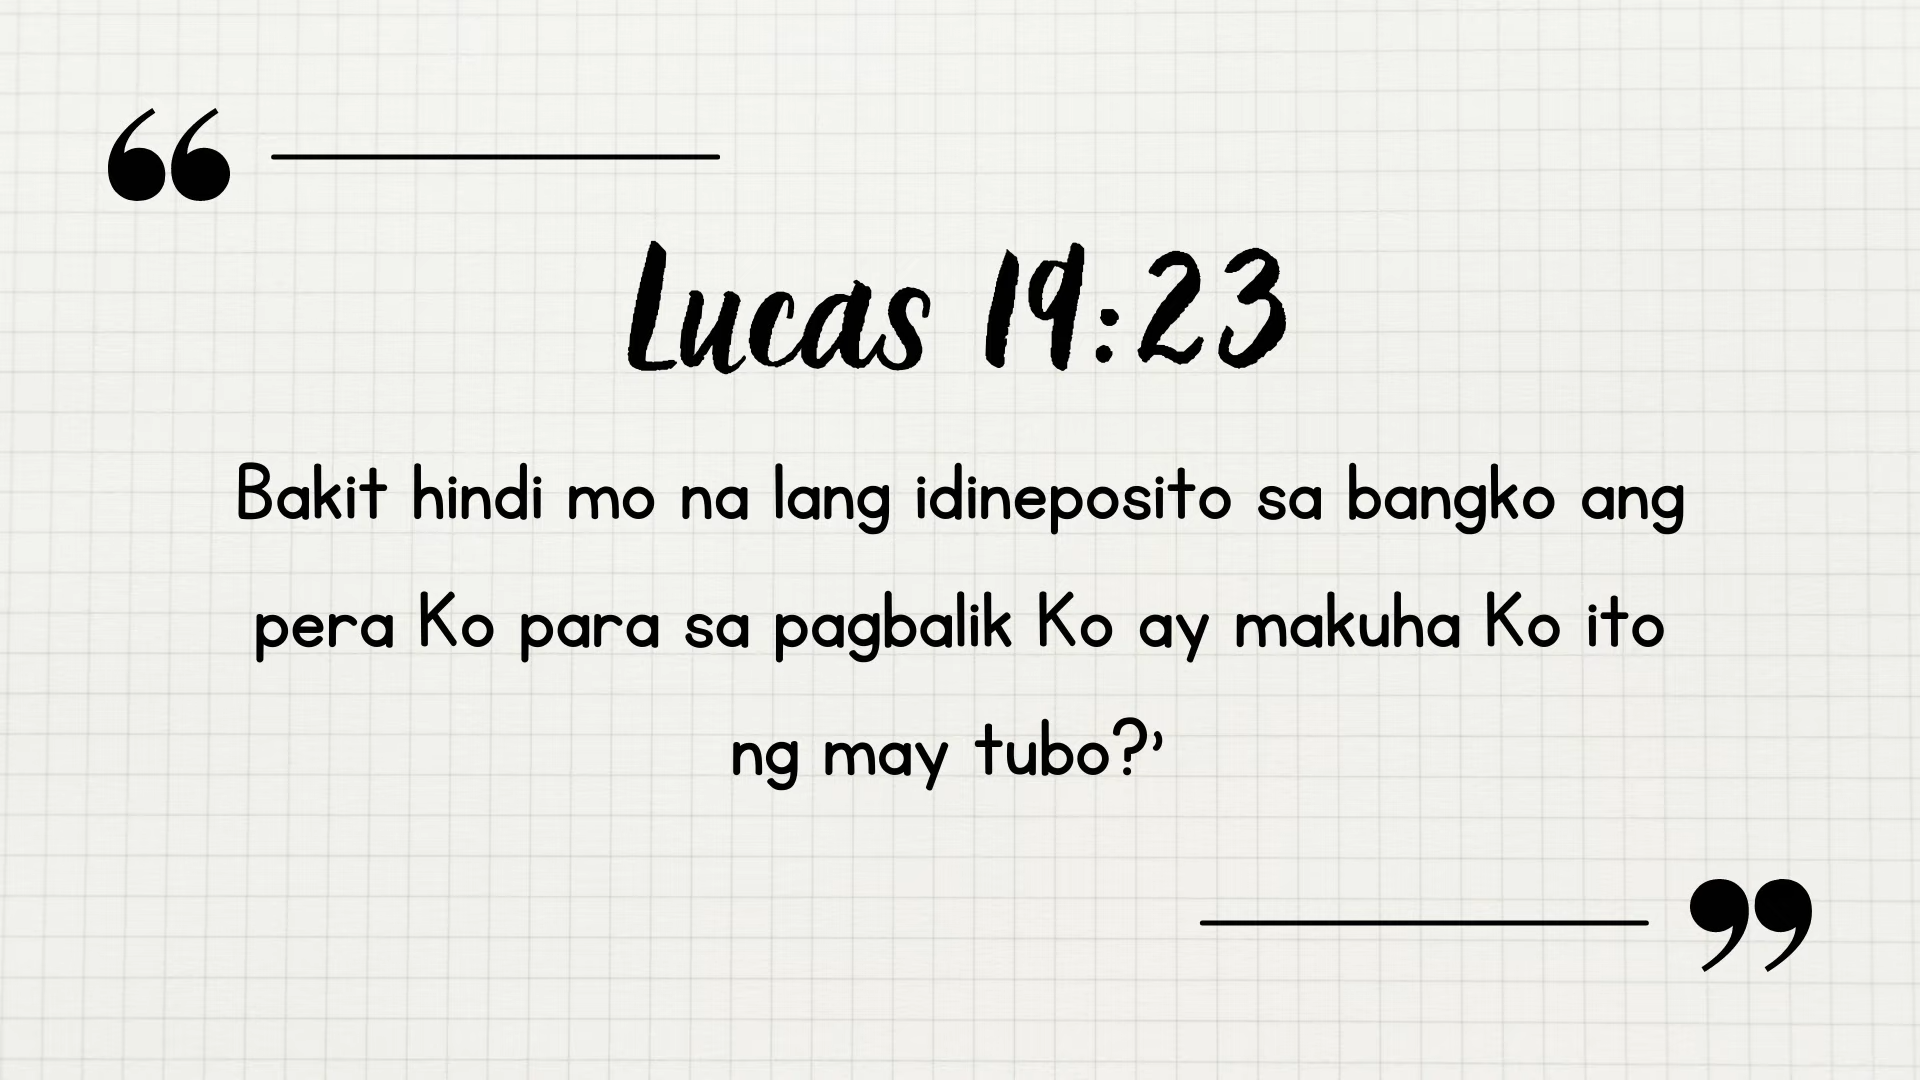 “
Lucas 19:23
Bakit hindi mo na lang idineposito sa bangko ang
pera Ko para sa pagbalik Ko ay makuha Ko ito
ng may tubo?’
”